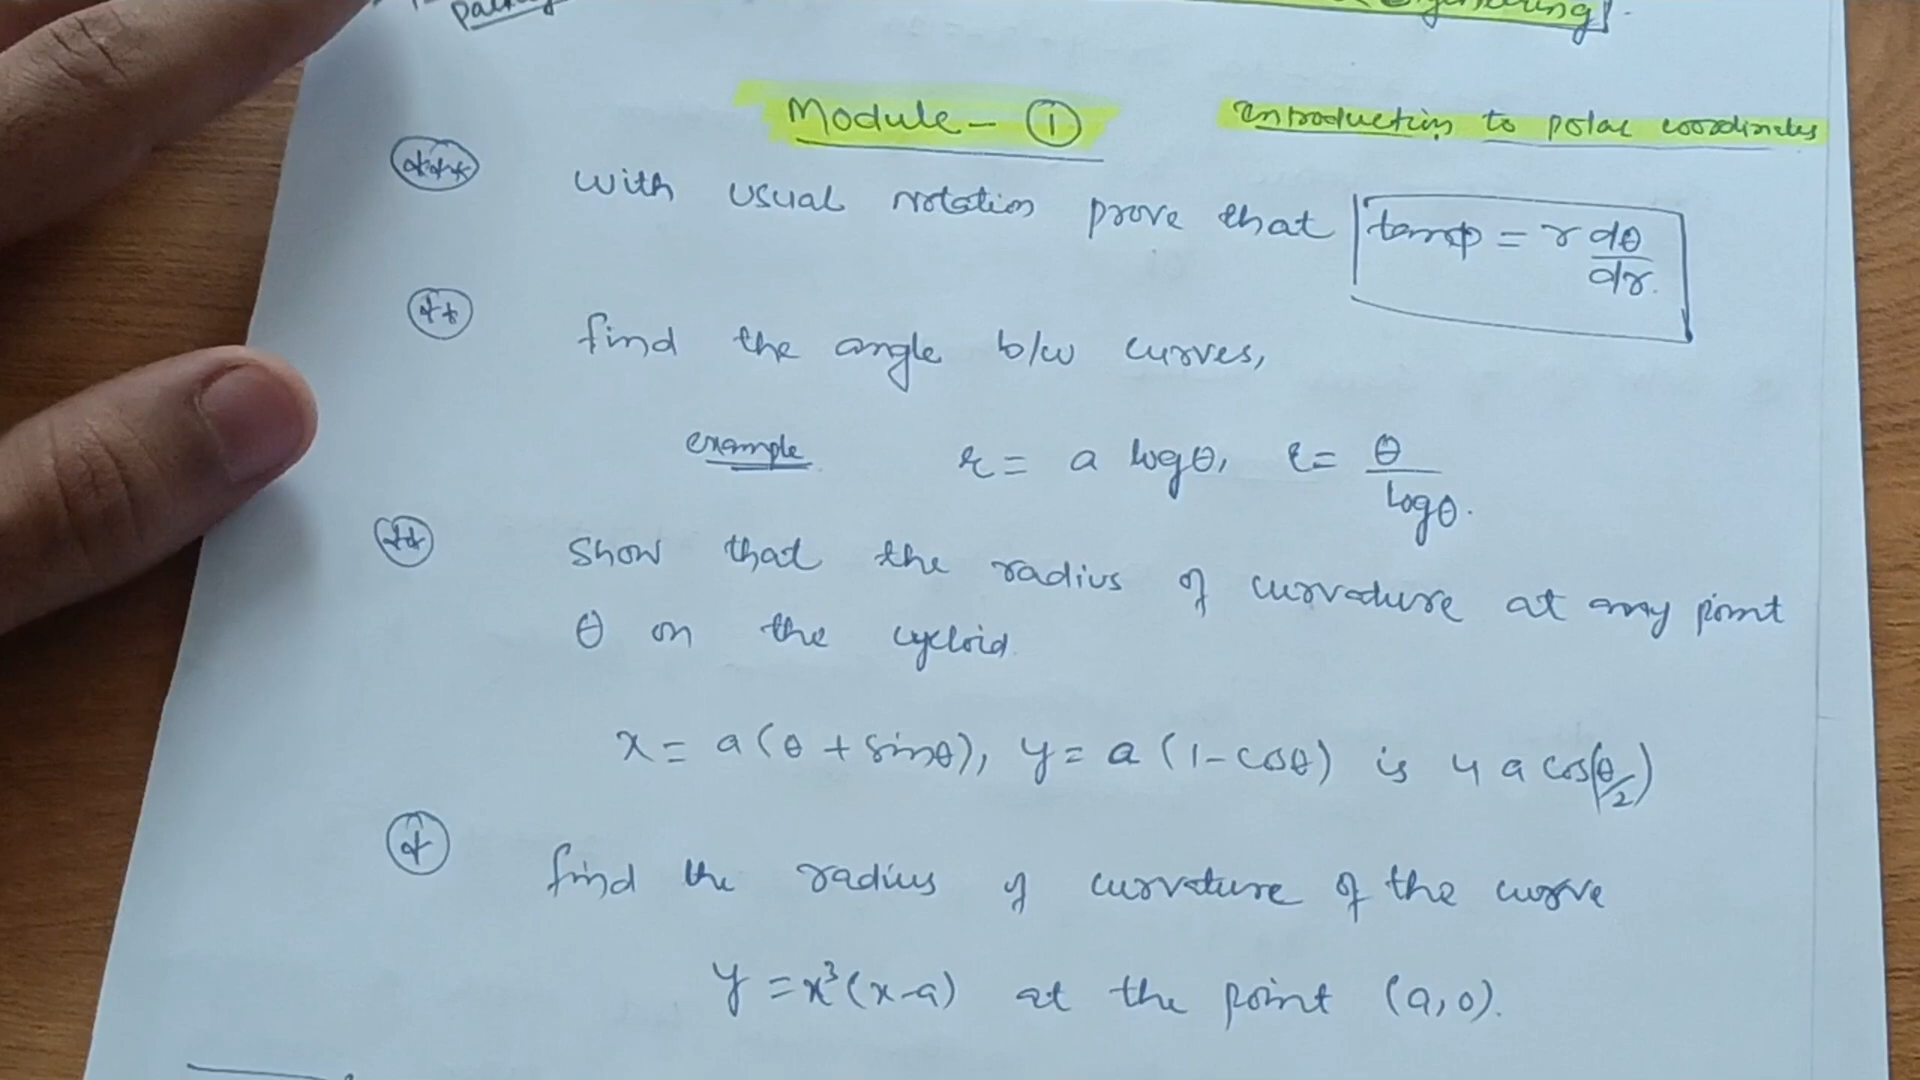 Module - ①
Introduction to polar coordinates
*** with usual notation prove that tanφ = r dθ/dr.
** find the angle b/w curves,
example r = a logθ, r = θ/logθ.
** Show that the radius of curvature at any point
θ on the cycloid.
x = a(θ + sinθ), y = a(1-cosθ) is 4 a cos(θ/2)
* find the radius of curvature of the curve
y = x³(x-a) at the point (a,0).